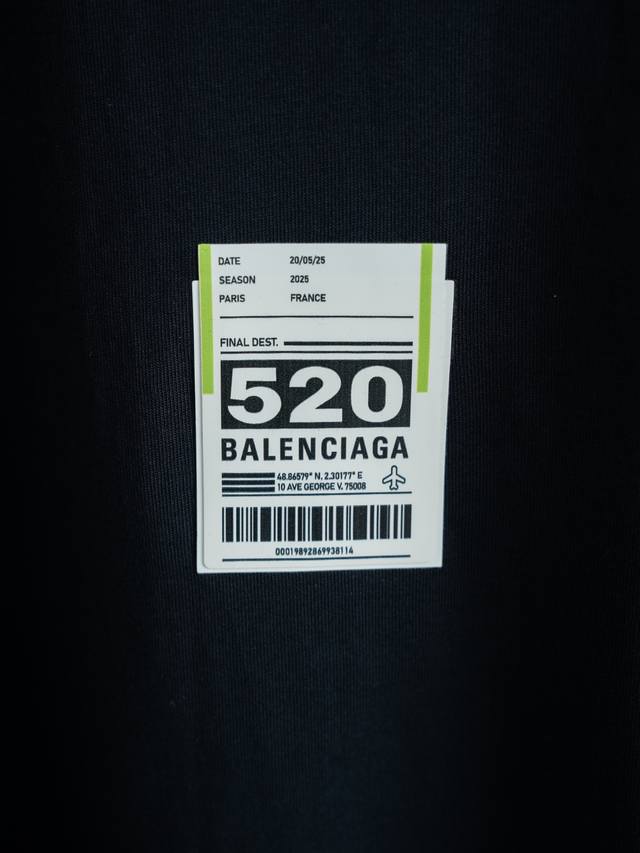 DATE 20/05/25
SEASON 2025
PARIS FRANCE
FINAL DEST.
520
BALENCIAGA
48.86579° N, 2.30177° E
10 AVE GEORGE V. 75008
00019892869938114